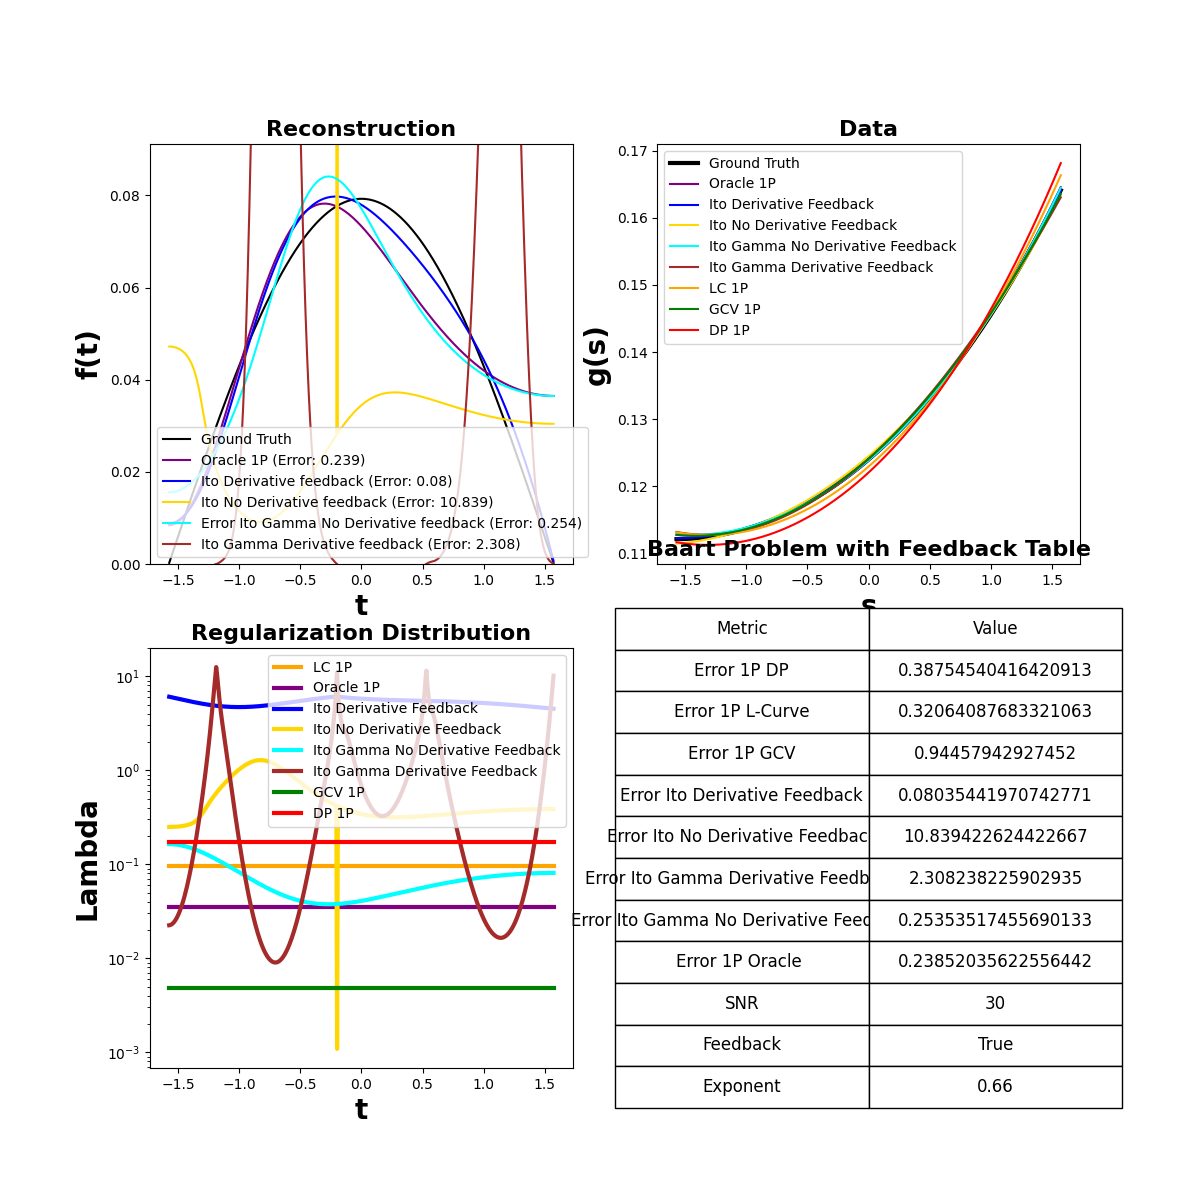 Reconstruction
f(t)
0.08
0.06
0.04
0.02
0.00
Ground Truth
Oracle 1P (Error: 0.239)
Ito Derivative feedback (Error: 0.08)
Ito No Derivative feedback (Error: 10.839)
Error Ito Gamma No Derivative feedback (Error: 0.254)
Ito Gamma Derivative feedback (Error: 2.308)
−1.5 −1.0 −0.5 0.0 0.5 1.0 1.5
t
Data
g(s)
0.17
0.16
0.15
0.14
0.13
0.12
0.11
Ground Truth
Oracle 1P
Ito Derivative Feedback
Ito No Derivative Feedback
Ito Gamma No Derivative Feedback
Ito Gamma Derivative Feedback
LC 1P
GCV 1P
DP 1P
−1.5 −1.0 −0.5 0.0 0.5 1.0 1.5
s
Regularization Distribution
Lambda
10¹
10⁰
10⁻¹
10⁻²
10⁻³
LC 1P
Oracle 1P
Ito Derivative Feedback
Ito No Derivative Feedback
Ito Gamma No Derivative Feedback
Ito Gamma Derivative Feedback
GCV 1P
DP 1P
−1.5 −1.0 −0.5 0.0 0.5 1.0 1.5
t
Baart Problem with Feedback Table
Metric Value
Error 1P DP 0.38754540416420913
Error 1P L-Curve 0.32064087683321063
Error 1P GCV 0.94457942927452
Error Ito Derivative Feedback 0.08035441970742771
Error Ito No Derivative Feedbac 10.839422624422667
Error Ito Gamma Derivative Feedb 2.308238225902935
Error Ito Gamma No Derivative Feed 0.25353517455690133
Error 1P Oracle 0.23852035622556442
SNR 30
Feedback True
Exponent 0.66